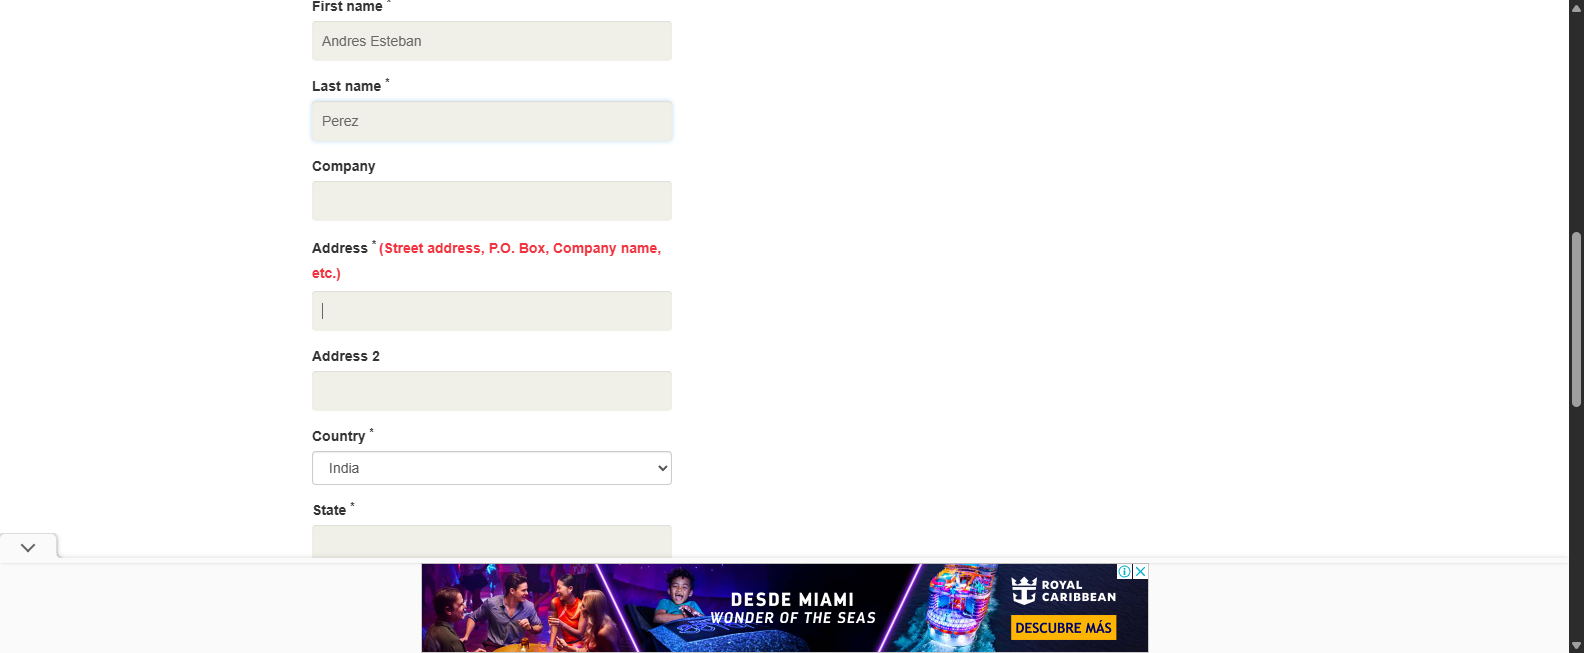 First name *
Andres Esteban
Last name *
Perez
Company
Address * (Street address, P.O. Box, Company name,
etc.)
Address 2
Country *
India
State *
DESDE MIAMI
WONDER OF THE SEAS
ROYAL
CARIBBEAN
DESCUBRE MÁS